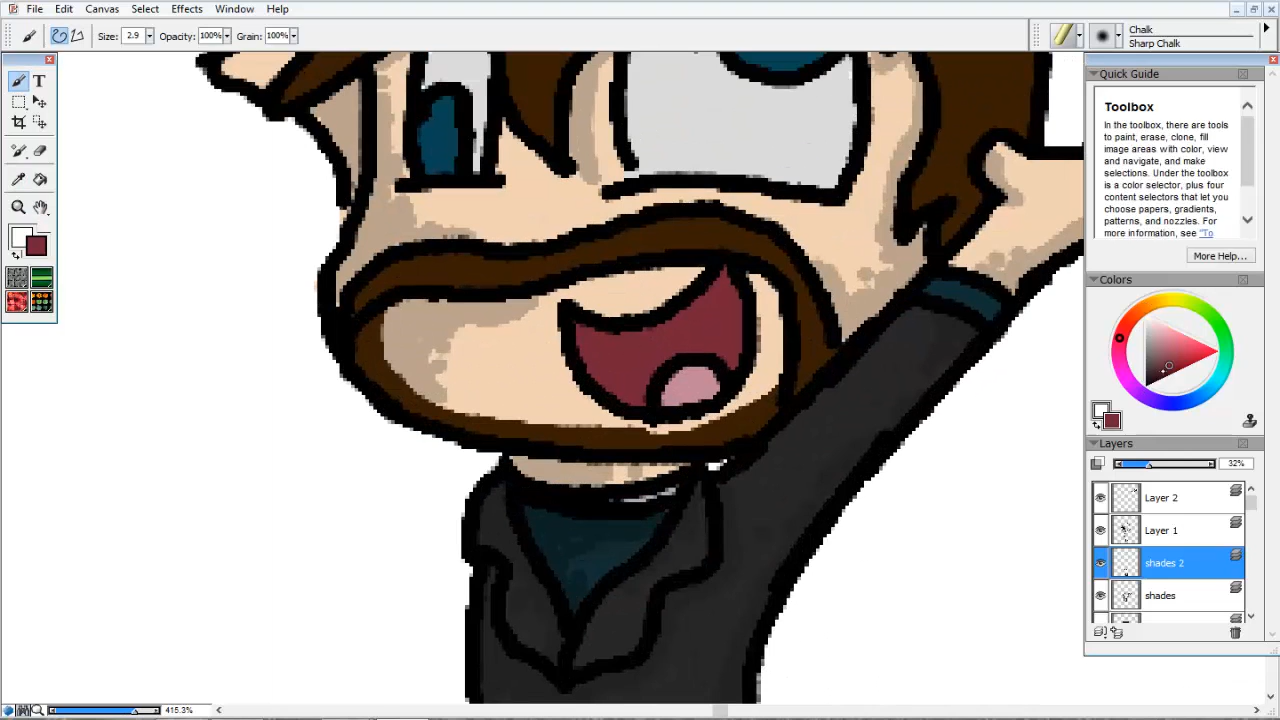 File Edit Canvas Select Effects Window Help
Size: 2.9 Opacity: 100% Grain: 100%
Chalk
Sharp Chalk
Quick Guide
Toolbox
In the toolbox, there are tools
to paint, erase, clone, fill
image areas with color, view
and navigate, and make
selections. Under the toolbox
is a color selector, plus four
content selectors that let you
choose papers, gradients,
patterns, and nozzles. For
more information, see "To
More Help...
Colors
Layers
32%
Layer 2
Layer 1
shades 2
shades
415.3%
T